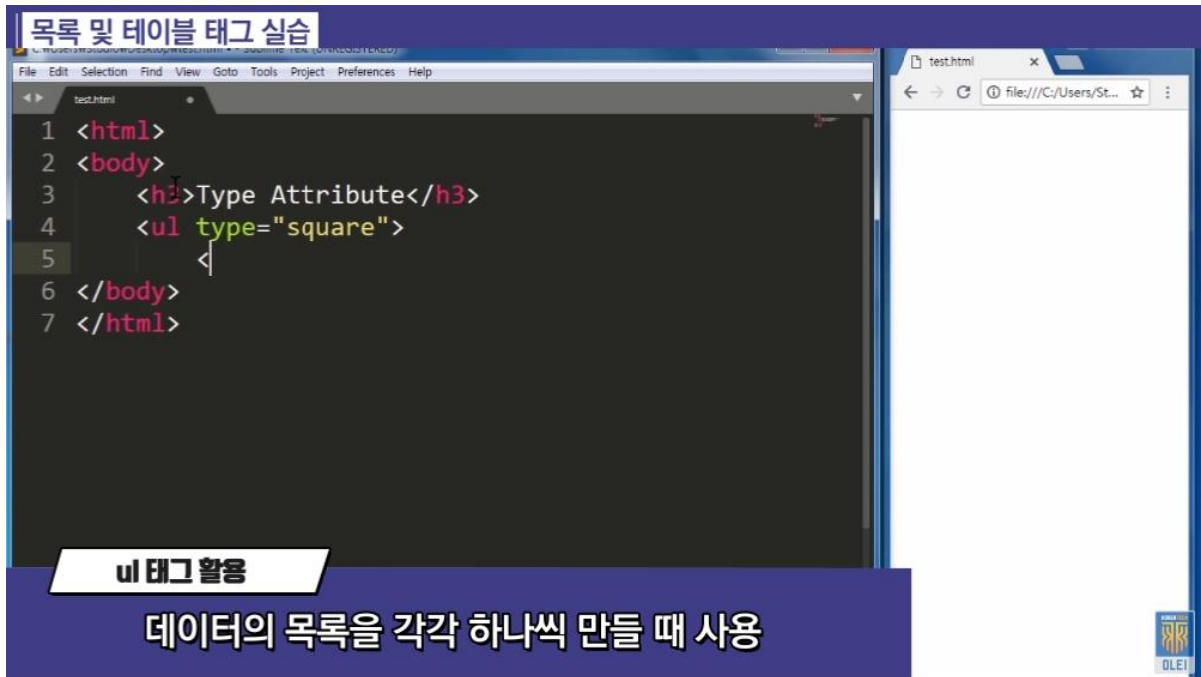 목록 및 테이블 태그 실습
File Edit Selection Find View Goto Tools Project Preferences Help
test.html
1 <html>
2 <body>
3 <h3>Type Attribute</h3>
4 <ul type="square">
5 <
6 </body>
7 </html>
test.html
file:///C:/Users/St...
ul 태그 활용
데이터의 목록을 각각 하나씩 만들 때 사용
OLEI